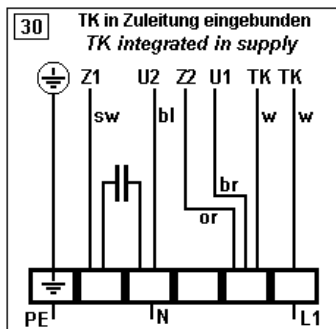 30
TK in Zuleitung eingebunden
TK integrated in supply
Z1 U2 Z2 U1 TK TK
sw bl w w
br
or
PE N L1